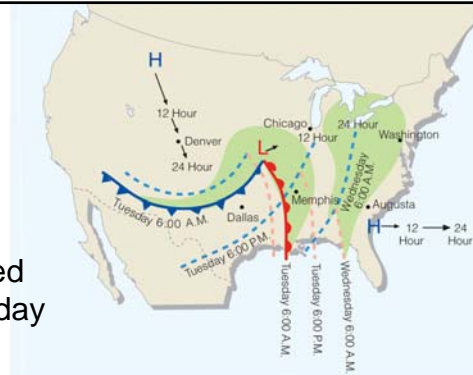 H
12 Hour
Denver
24 Hour
Chicago
12 Hour
24 Hour
Washington
L
Wednesday
6:00 A.M.
Tuesday 6:00 A.M.
Dallas
Memphis
Augusta
H
12
Hour
24
Hour
Tuesday 6:00 P.M.
Tuesday 6:00 A.M.
Tuesday 6:00 P.M.
Wednesday 6:00 A.M.
ed
day